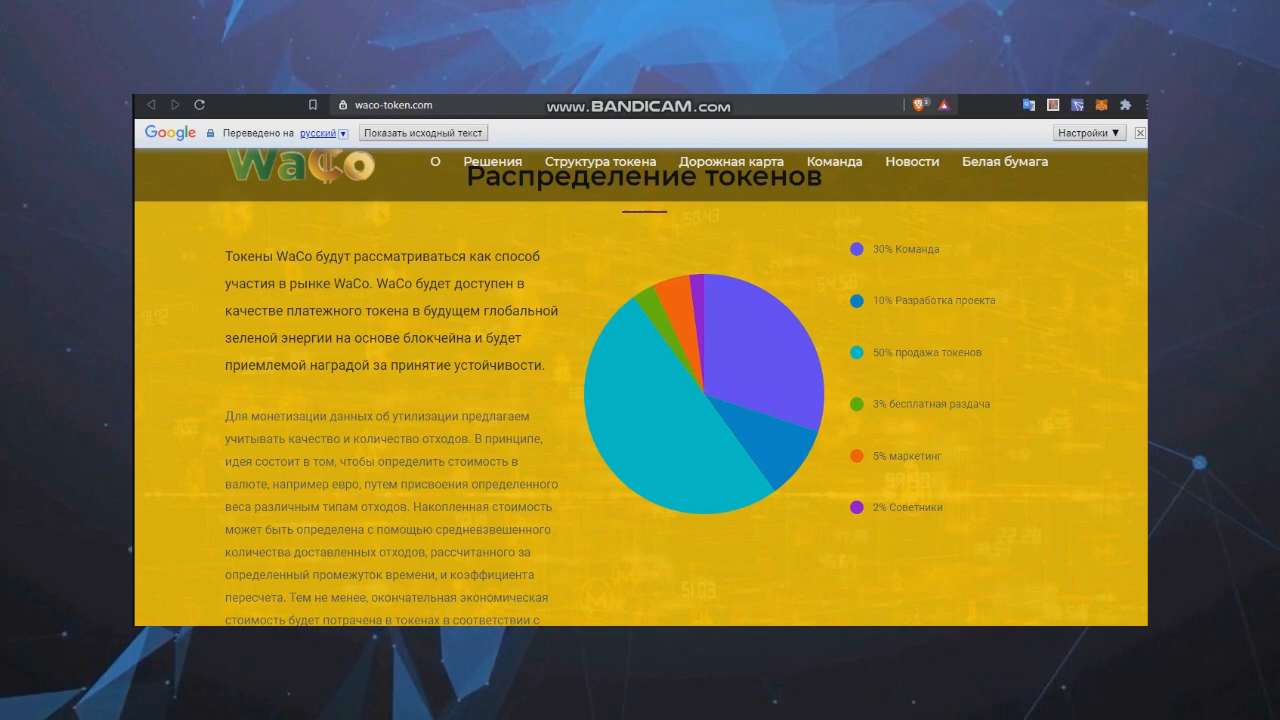 waco-token.com
www.BANDICAM.com
Google Переведено на русский Показать исходный текст Настройки ▼
WaCo
О Решения Структура токена Дорожная карта Команда Новости Белая бумага
Распределение токенов
Токены WaCo будут рассматриваться как способ
участия в рынке WaCo. WaCo будет доступен в
качестве платежного токена в будущем глобальной
зеленой энергии на основе блокчейна и будет
приемлемой наградой за принятие устойчивости.
Для монетизации данных об утилизации предлагаем
учитывать качество и количество отходов. В принципе,
идея состоит в том, чтобы определить стоимость в
валюте, например евро, путем присвоения определенного
веса различным типам отходов. Накопленная стоимость
может быть определена с помощью средневзвешенного
количества доставленных отходов, рассчитанного за
определенный промежуток времени, и коэффициента
пересчета. Тем не менее, окончательная экономическая
стоимость будет потрачена в токенах в соответствии с
30% Команда
10% Разработка проекта
50% продажа токенов
3% бесплатная раздача
5% маркетинг
2% Советники